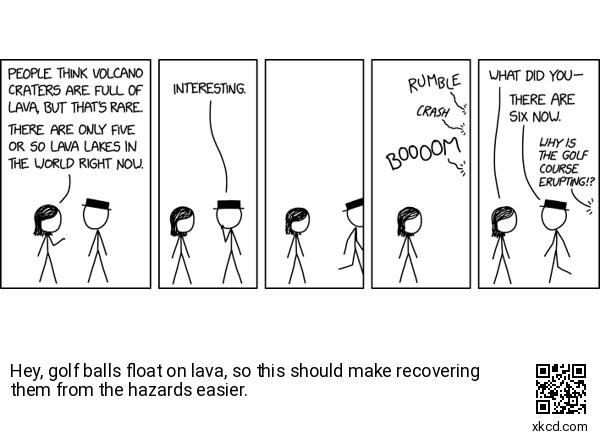 PEOPLE THINK VOLCANO
CRATERS ARE FULL OF
LAVA, BUT THAT'S RARE.
THERE ARE ONLY FIVE
OR SO LAVA LAKES IN
THE WORLD RIGHT NOW.
INTERESTING.
RUMBLE
CRASH
BOOOOM
WHAT DID YOU—
THERE ARE
SIX NOW.
WHY IS
THE GOLF
COURSE
ERUPTING!?
Hey, golf balls float on lava, so this should make recovering
them from the hazards easier.
xkcd.com